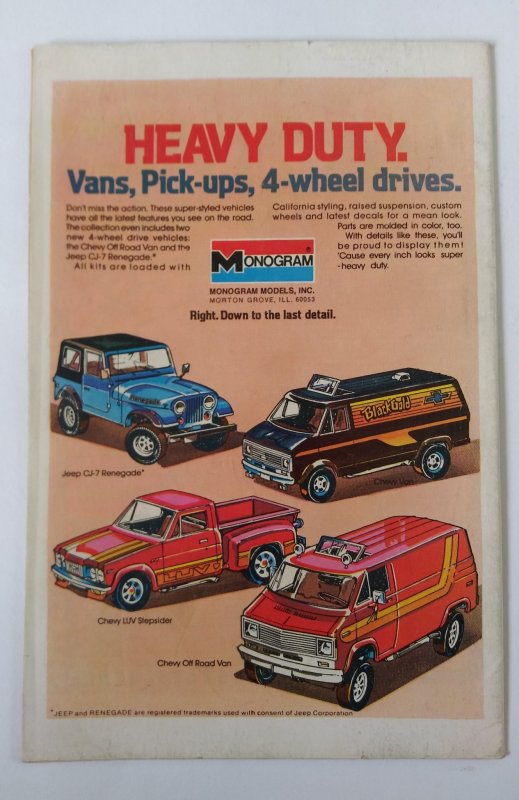 HEAVY DUTY.
Vans, Pick-ups, 4-wheel drives.
Don't miss the action. These super-styled vehicles
have all the latest features you see on the road.
The collection even includes two
new 4-wheel drive vehicles:
the Chevy Off Road Van and the
Jeep CJ-7 Renegade.*
All kits are loaded with
California styling, raised suspension, custom
wheels and latest decals for a mean look.
Parts are molded in color, too.
With details like these, you'll
be proud to display them!
'Cause every inch looks super
-heavy duty.
MONOGRAM®
MONOGRAM MODELS, INC.
MORTON GROVE, ILL. 60053
Right. Down to the last detail.
Renegade
Jeep CJ-7 Renegade*
BlackGold
Chevy Van
LUV
Chevy LUV Stepsider
Chevy Off Road Van
*JEEP and RENEGADE are registered trademarks used with consent of Jeep Corporation